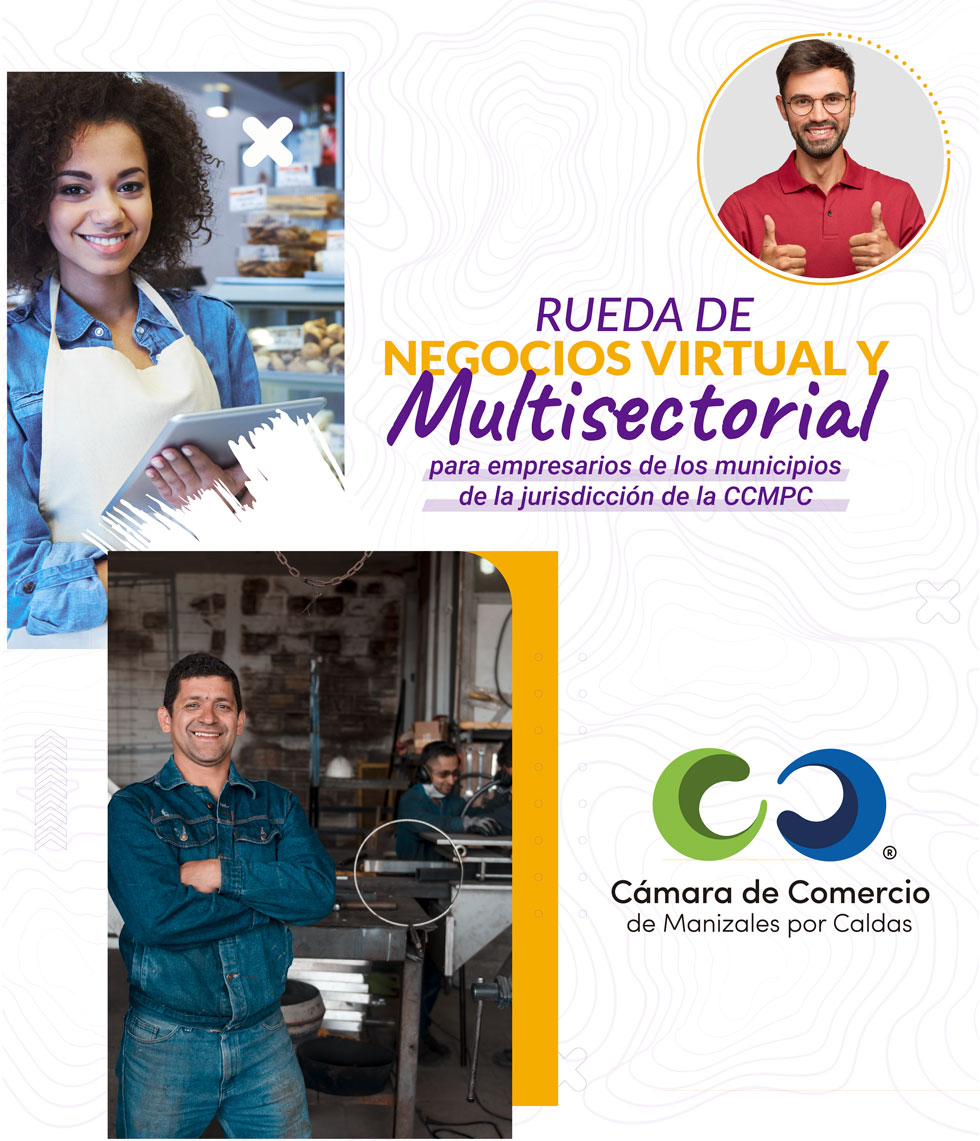 RUEDA DE
NEGOCIOS VIRTUAL Y
Multisectorial
para empresarios de los municipios
de la jurisdicción de la CCMPC
®
Cámara de Comercio
de Manizales por Caldas